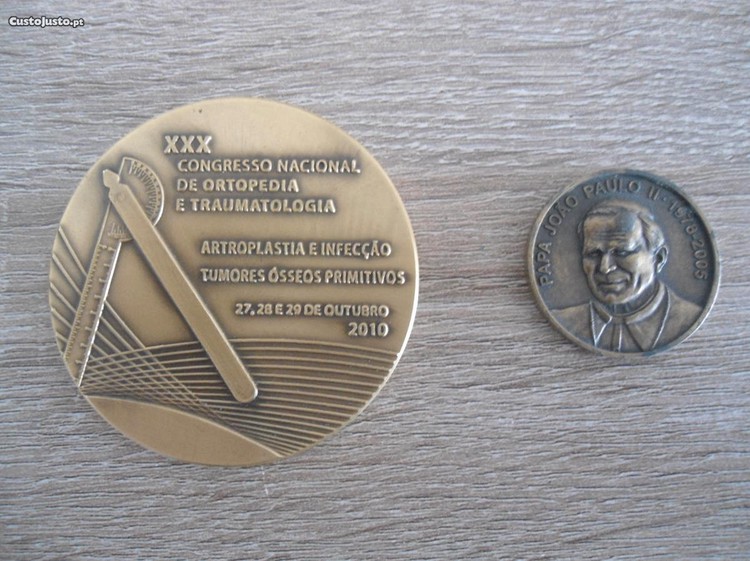 CustoJusto.pt
XXX
CONGRESSO NACIONAL
DE ORTOPEDIA
E TRAUMATOLOGIA
ARTROPLASTIA E INFECÇÃO
TUMORES ÓSSEOS PRIMITIVOS
27, 28 E 29 DE OUTUBRO
2010
PAPA JOÃO PAULO II - 1978-2005